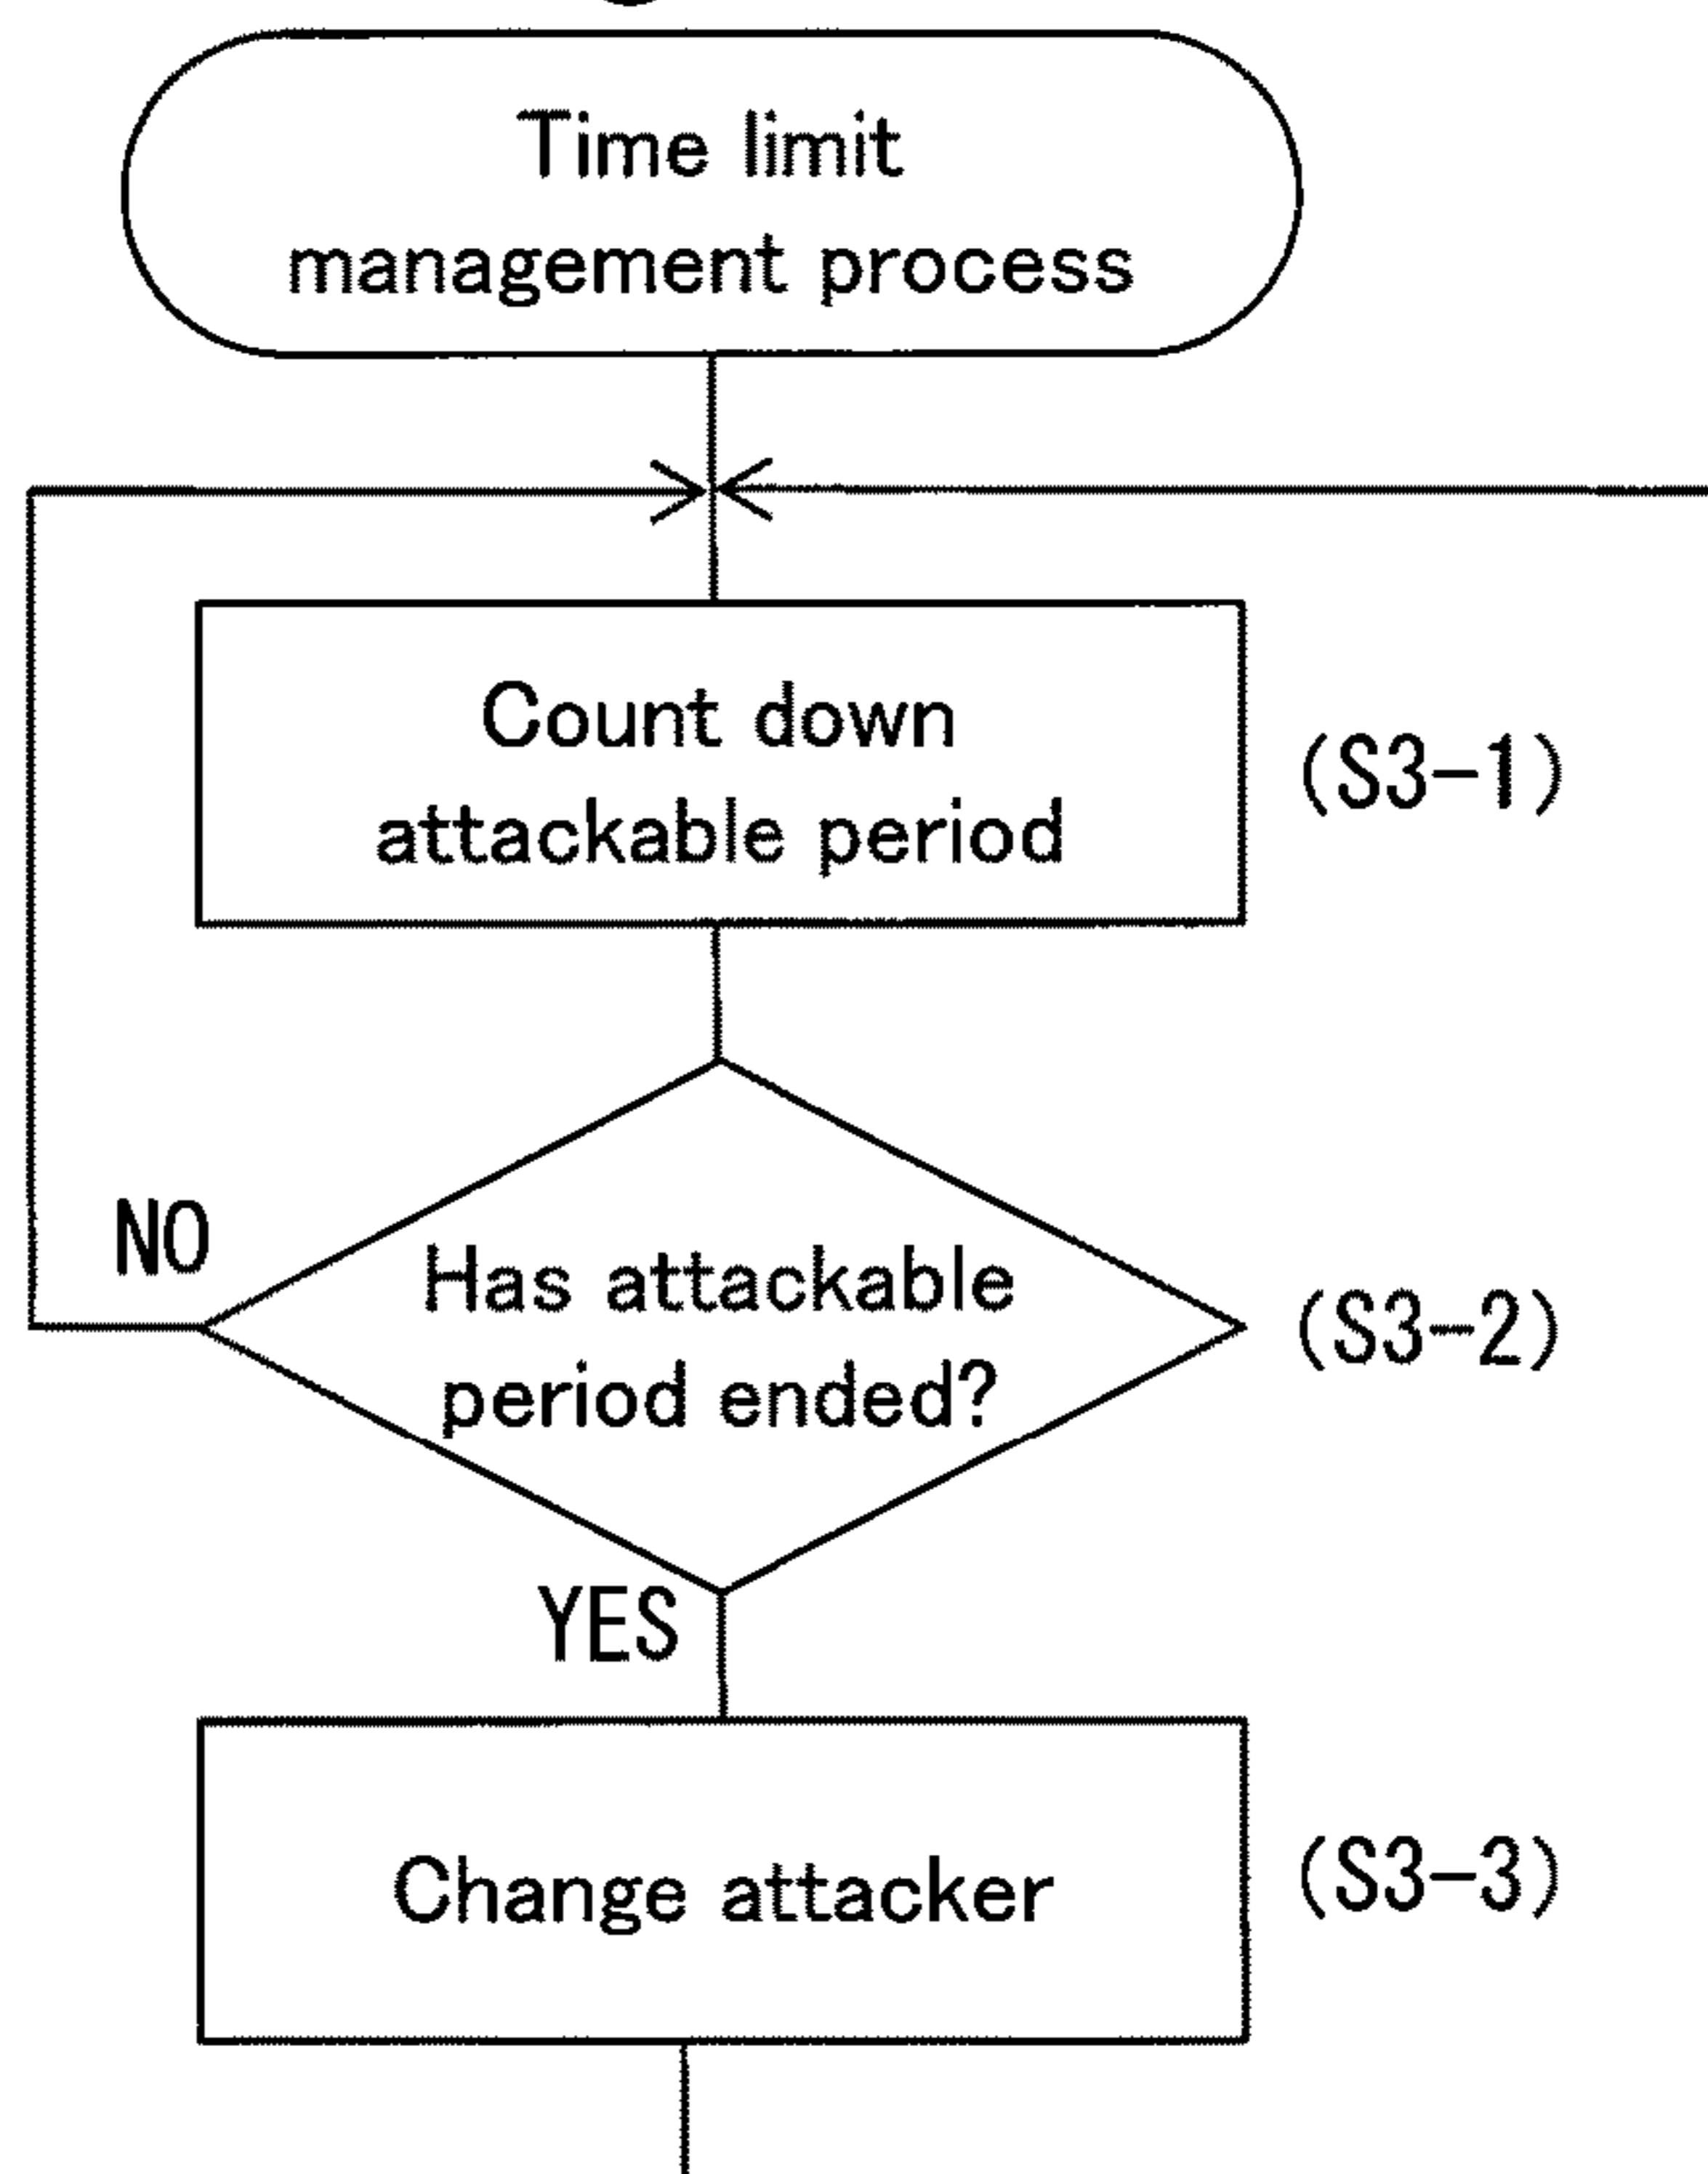 Time limit
management process
Count down
attackable period
(S3-1)
NO
Has attackable
period ended?
(S3-2)
YES
Change attacker
(S3-3)